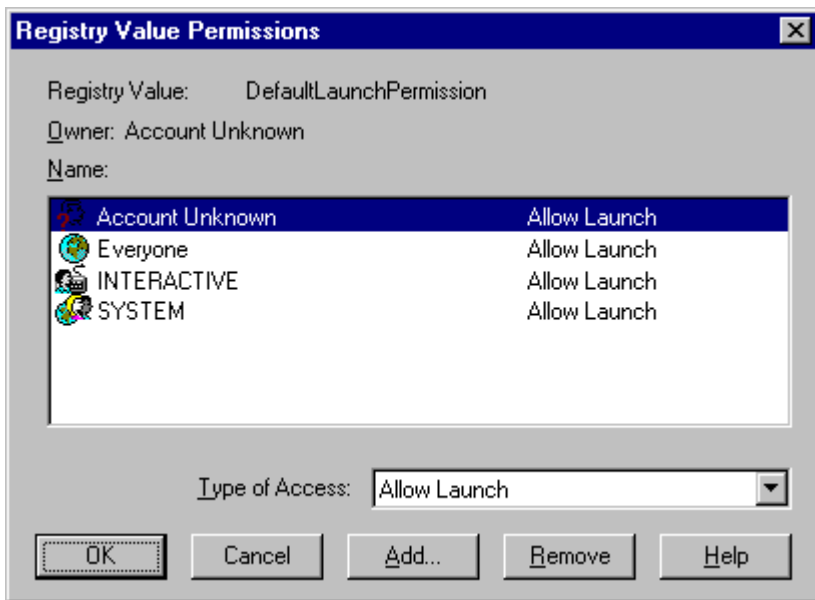 Registry Value Permissions
Registry Value: DefaultLaunchPermission
Owner: Account Unknown
Name:
Account Unknown Allow Launch
Everyone Allow Launch
INTERACTIVE Allow Launch
SYSTEM Allow Launch
Type of Access: Allow Launch
OK Cancel Add... Remove Help